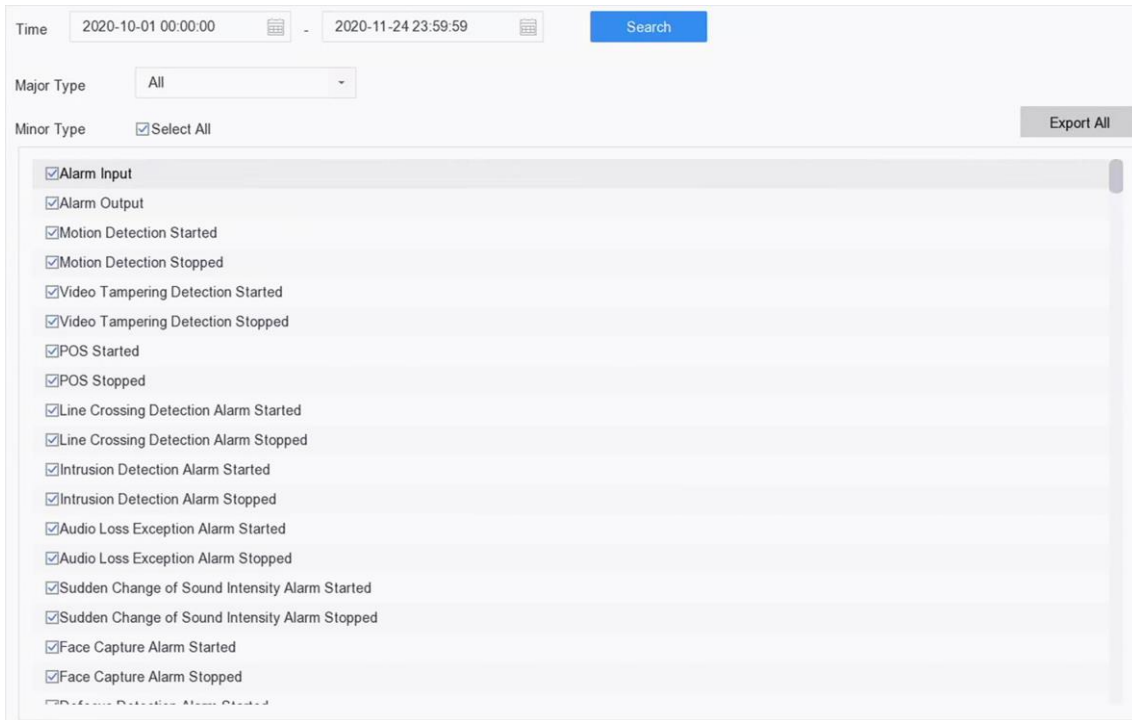 Time 2020-10-01 00:00:00 - 2020-11-24 23:59:59 Search
Major Type All
Minor Type Select All Export All
Alarm Input
Alarm Output
Motion Detection Started
Motion Detection Stopped
Video Tampering Detection Started
Video Tampering Detection Stopped
POS Started
POS Stopped
Line Crossing Detection Alarm Started
Line Crossing Detection Alarm Stopped
Intrusion Detection Alarm Started
Intrusion Detection Alarm Stopped
Audio Loss Exception Alarm Started
Audio Loss Exception Alarm Stopped
Sudden Change of Sound Intensity Alarm Started
Sudden Change of Sound Intensity Alarm Stopped
Face Capture Alarm Started
Face Capture Alarm Stopped
Defocus Detection Alarm Started